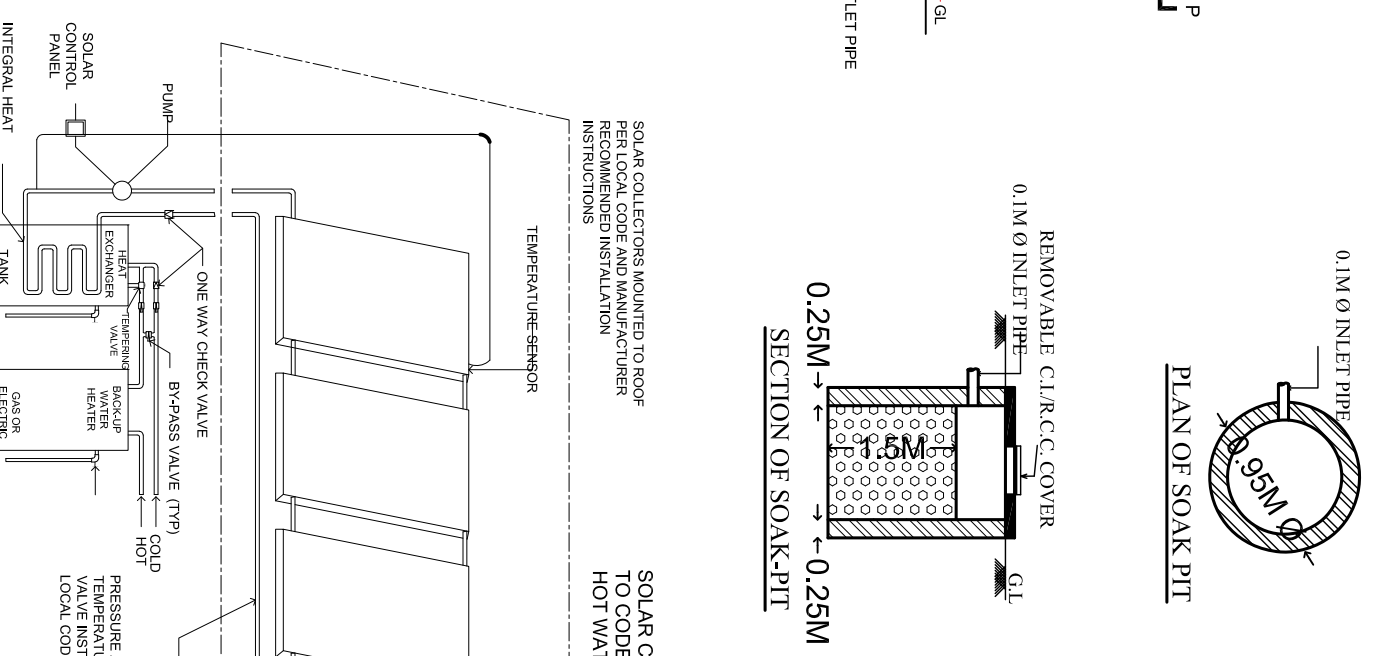 P
GL
LET PIPE
0.1M Ø INLET PIPE
0.95M Ø
PLAN OF SOAK PIT
REMOVABLE C.I./R.C.C. COVER
0.1M Ø INLET PIPE
G.L
1.5M
0.25M
0.25M
SECTION OF SOAK-PIT
SOLAR COLLECTORS MOUNTED TO ROOF
PER LOCAL CODE AND MANUFACTURER
RECOMMENDED INSTALLATION
INSTRUCTIONS
SOLAR C
TO CODE
HOT WAT
TEMPERATURE SENSOR
PUMP
SOLAR
CONTROL
PANEL
INTEGRAL HEAT
ONE WAY CHECK VALVE
BY-PASS VALVE (TYP)
COLD
HOT
HEAT
EXCHANGER
TANK
TEMPERING
VALVE
BACK-UP
WATER
HEATER
GAS OR
ELECTRIC
PRESSURE
TEMPERATU
VALVE INST
LOCAL COD